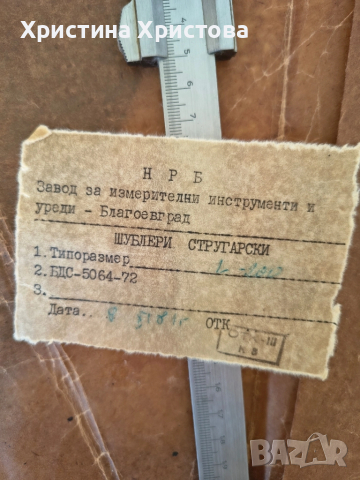 Христина Христова
Н Р Б
Завод за измерителни инструменти и
уреди - Благоевград
ШУБЛЕРИ СТРУГАРСКИ
1. Типоразмер
2. БДС-5064-72
3.
Дата..
ОТК
BAZAR